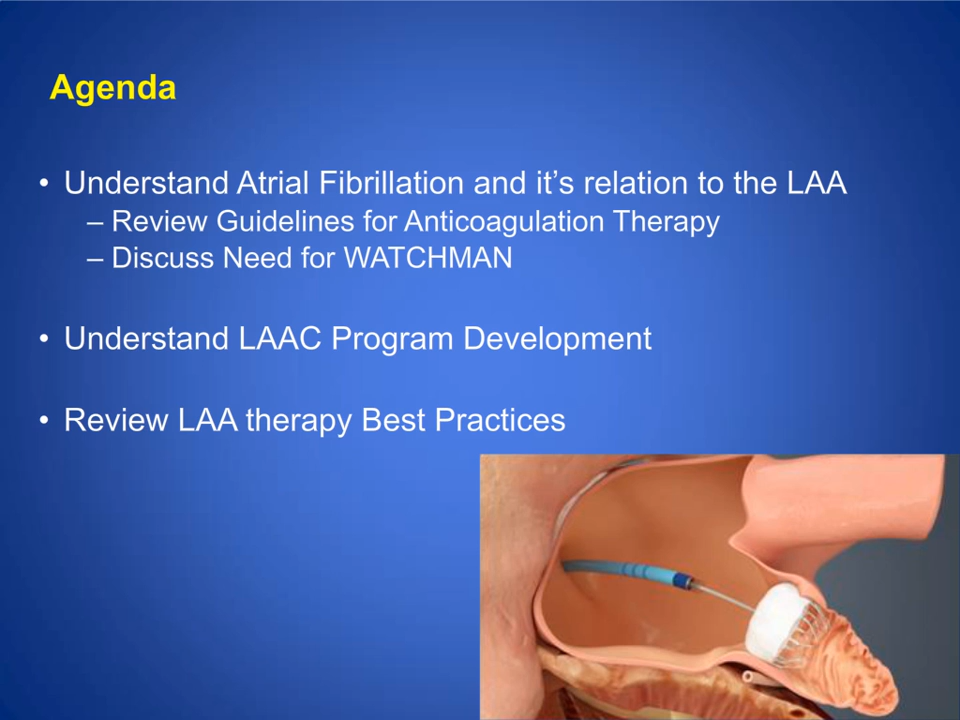 Agenda
• Understand Atrial Fibrillation and it’s relation to the LAA
– Review Guidelines for Anticoagulation Therapy
– Discuss Need for WATCHMAN
• Understand LAAC Program Development
• Review LAA therapy Best Practices